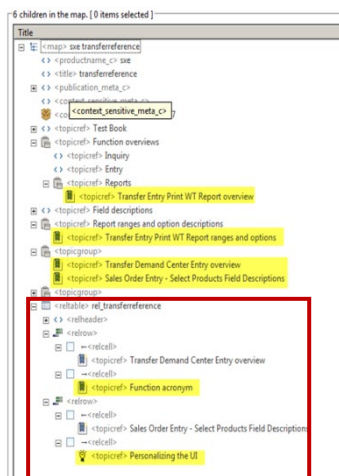 6 children in the map. [ 0 items selected ]
Title
<map> sxe transferreference
<productname_c> sxe
<title> transferreference
<publication_meta_c>
<context_sensitive_meta_c>
<co
<context_sensitive_meta_c>
7
<topicref> Test Book
<topicref> Function overviews
<topicref> Inquiry
<topicref> Entry
<topicref> Reports
<topicref> Transfer Entry Print WT Report overview
<topicref> Field descriptions
<topicref> Report ranges and option descriptions
<topicref> Transfer Entry Print WT Report ranges and options
<topicgroup>
<topicref> Transfer Demand Center Entry overview
<topicref> Sales Order Entry - Select Products Field Descriptions
<topicgroup>
<reltable> rel_transferreference
<relheader>
<relrow>
↔<relcell>
<topicref> Transfer Demand Center Entry overview
→<relcell>
<topicref> Function acronym
<relrow>
↔<relcell>
<topicref> Sales Order Entry - Select Products Field Descriptions
→<relcell>
<topicref> Personalizing the UI